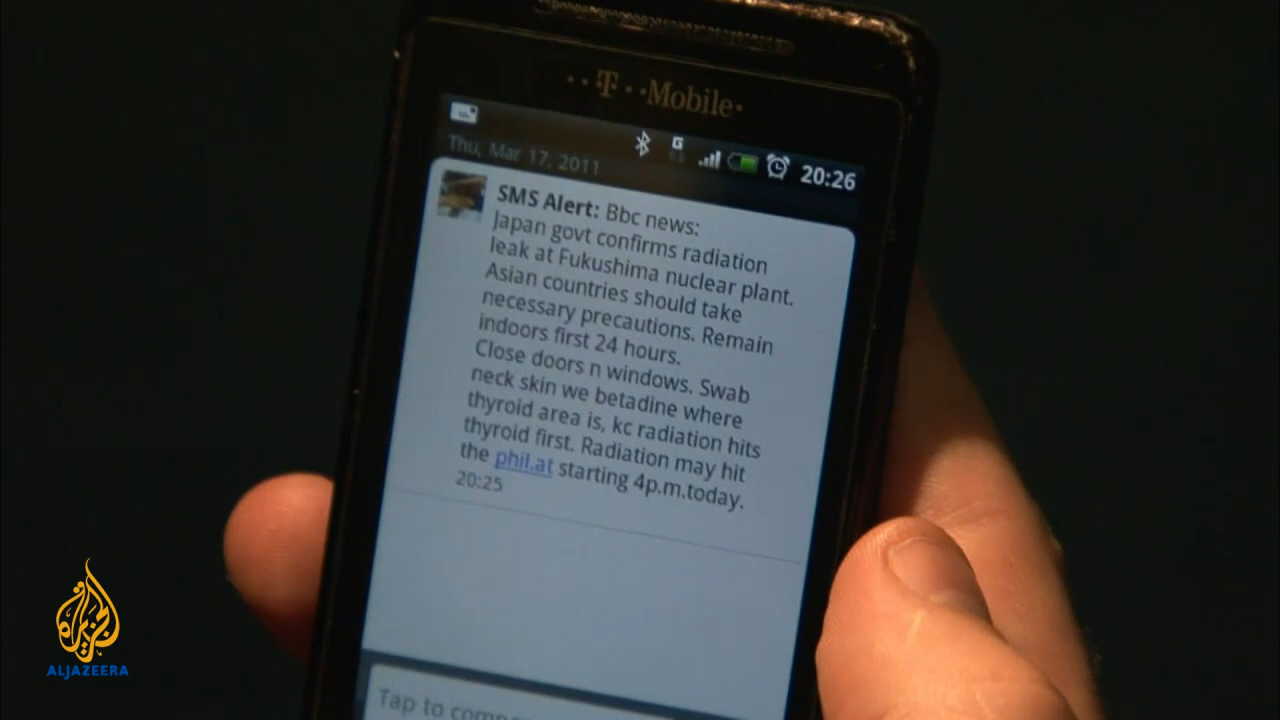 T Mobile
G
20:26
Thu, Mar 17, 2011
SMS Alert: Bbc news:
Japan govt confirms radiation
leak at Fukushima nuclear plant.
Asian countries should take
necessary precautions. Remain
indoors first 24 hours.
Close doors n windows. Swab
neck skin we betadine where
thyroid area is, kc radiation hits
thyroid first. Radiation may hit
the phil.at starting 4p.m.today.
20:25
Tap to
الجزيرة
ALJAZEERA